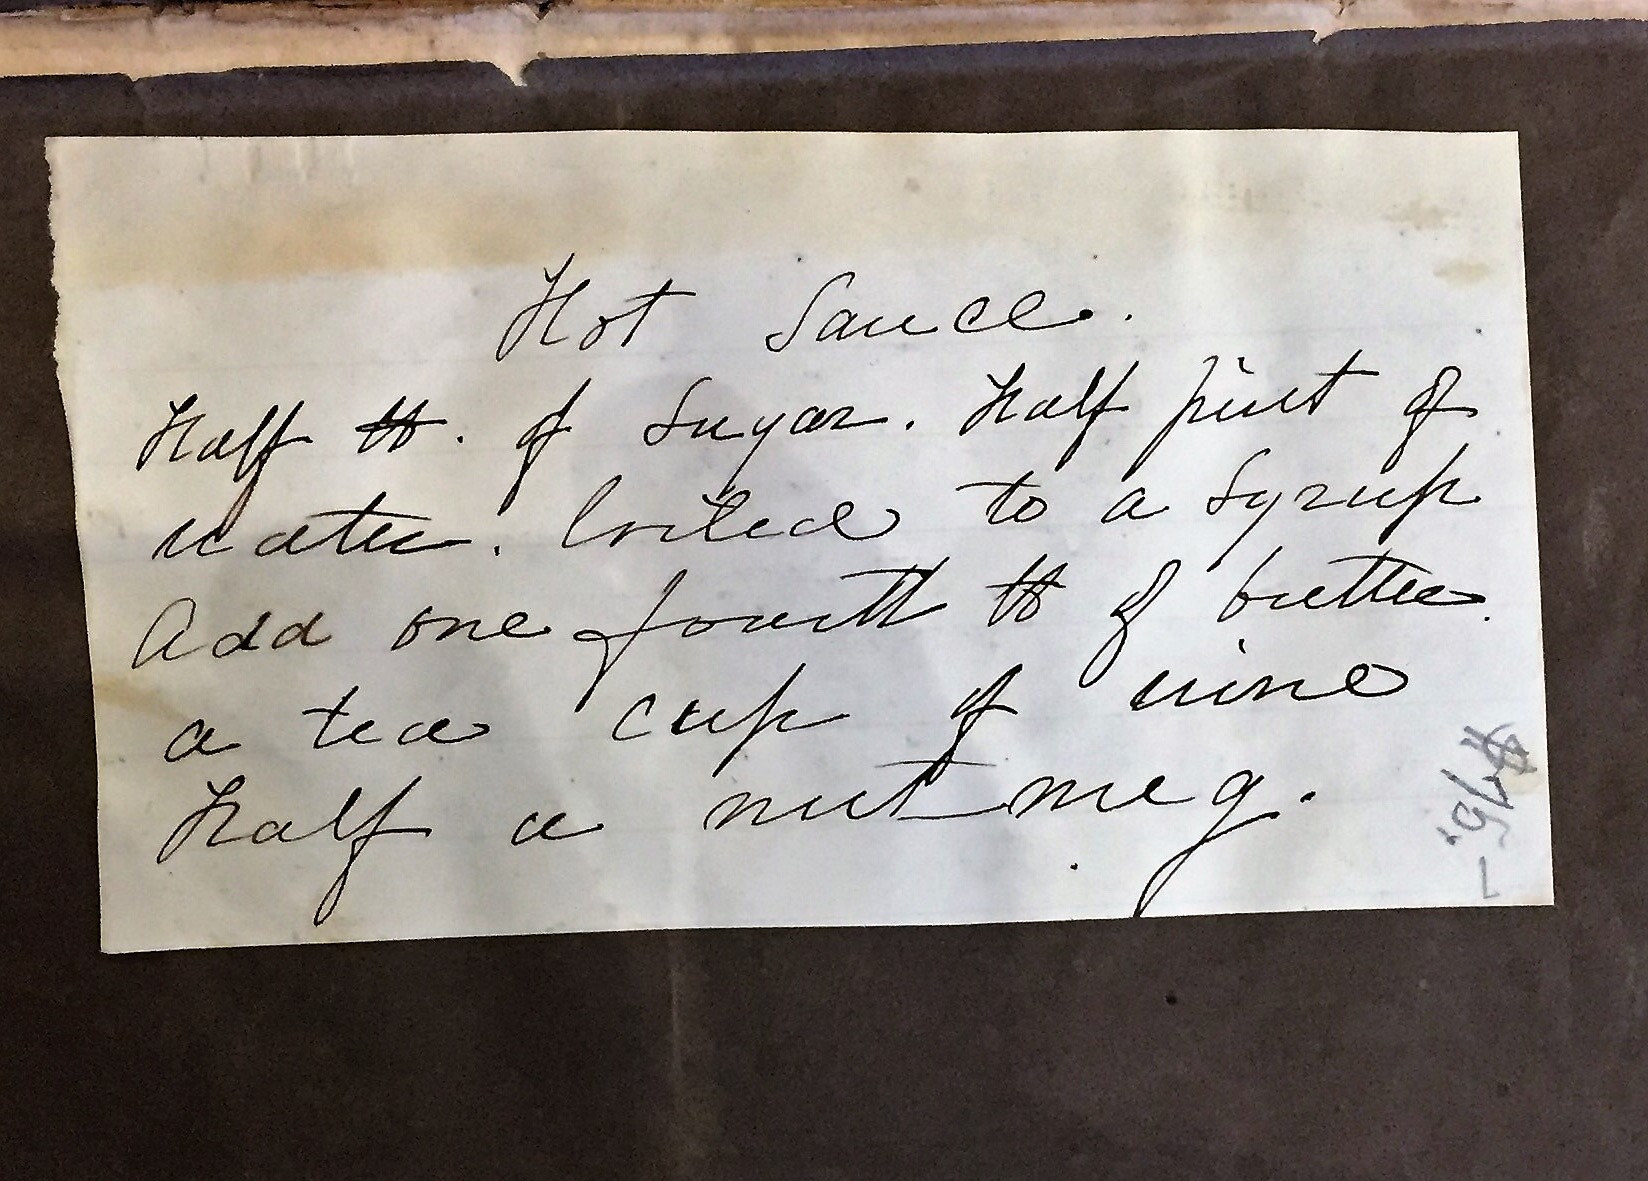 Hot Sauce.
Half ℔. of Sugar. Half pint of
water. boiled to a syrup
Add one fourth ℔ of butter.
a tea cup of wine
Half a nutmeg.